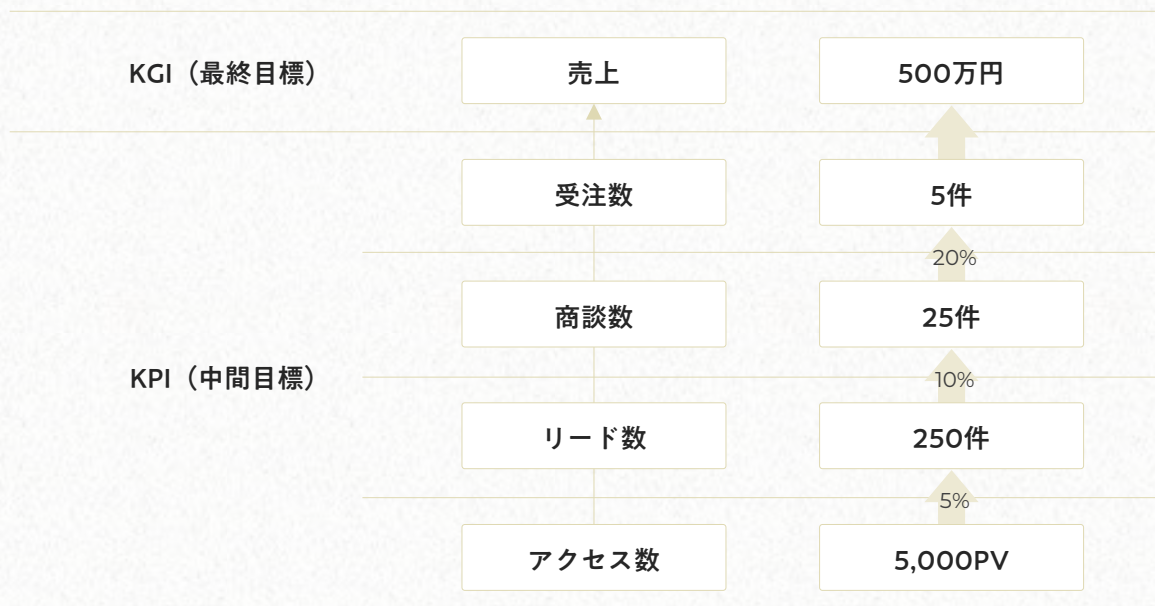 KGI（最終目標）
売上
500万円
受注数
5件
20%
商談数
25件
KPI（中間目標）
10%
リード数
250件
5%
アクセス数
5,000PV